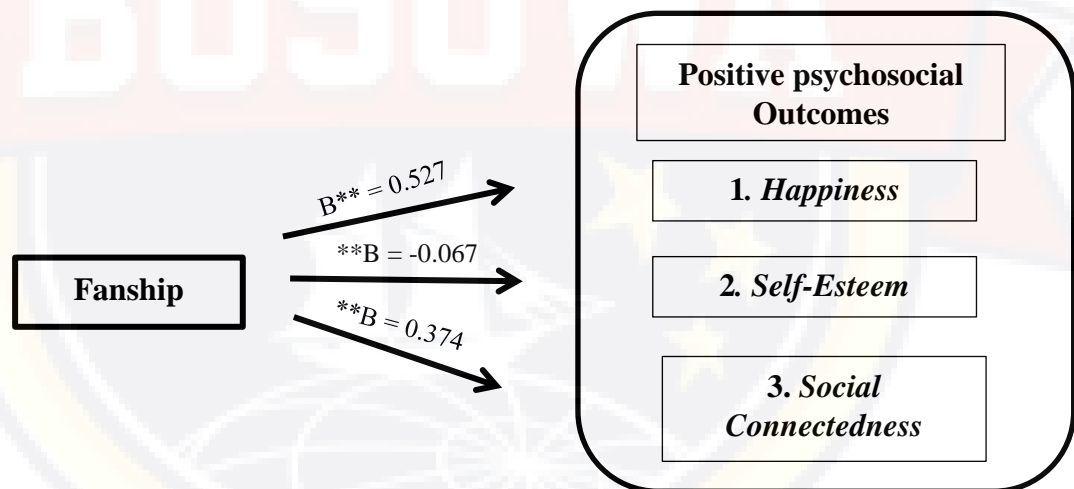 Positive psychosocial
Outcomes
B** = 0.527
1. Happiness
**B = -0.067
Fanship
2. Self-Esteem
**B = 0.374
3. Social
Connectedness